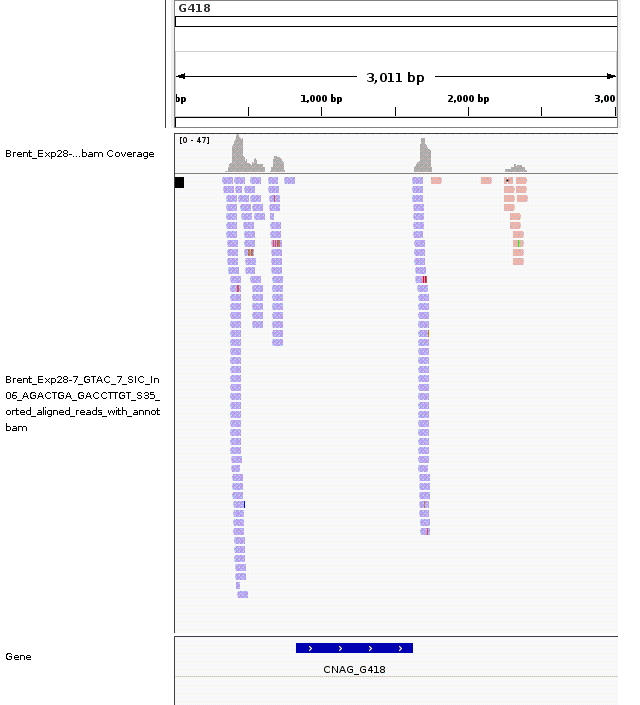 G418
3,011 bp
bp 1,000 bp 2,000 bp 3,00
[0 - 47]
Brent_Exp28-...bam Coverage
Brent_Exp28-7_GTAC_7_SIC_In
06_AGACTGA_GACCTTGT_S35_
orted_aligned_reads_with_annot
bam
Gene
CNAG_G418